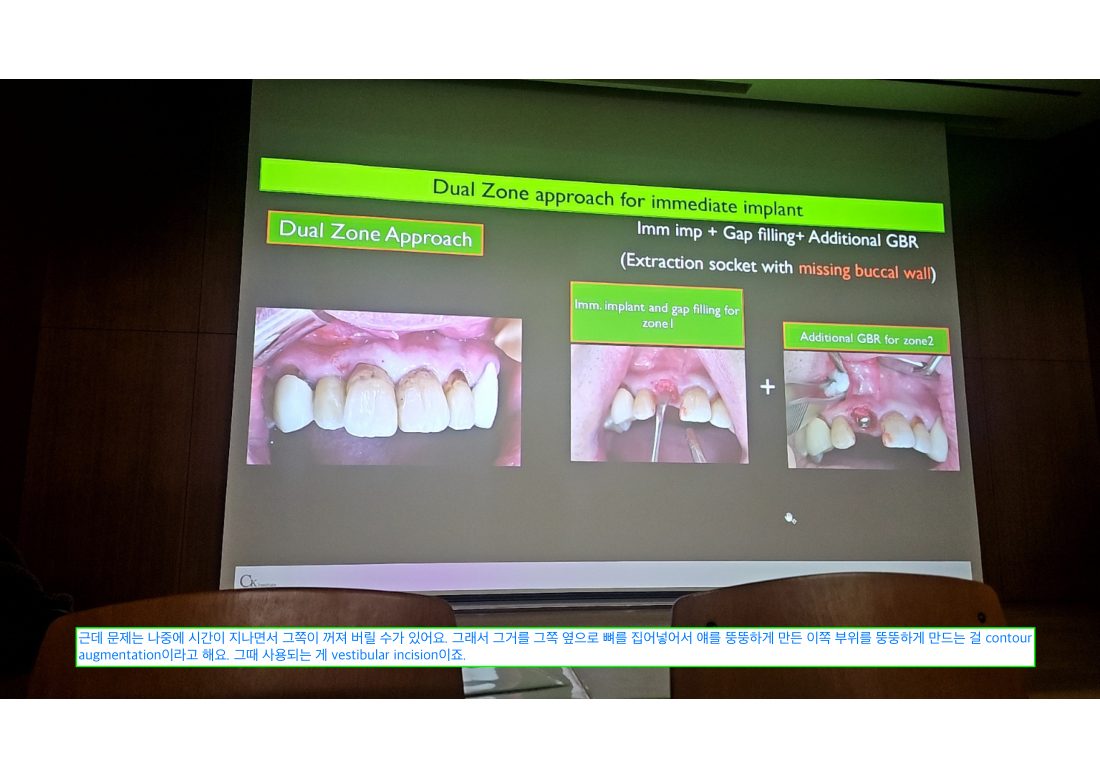 Dual Zone approach for immediate implant
Dual Zone Approach
Imm imp + Gap filling+ Additional GBR
(Extraction socket with missing buccal wall)
Imm. implant and gap filling for
zone1
+
Additional GBR for zone2
CK
근데 문제는 나중에 시간이 지나면서 그쪽이 꺼져 버릴 수가 있어요. 그래서 그거를 그쪽 옆으로 뼈를 집어넣어서 얘를 뚱뚱하게 만든 이쪽 부위를 뚱뚱하게 만드는 걸 contour
augmentation이라고 해요. 그때 사용되는 게 vestibular incision이죠.